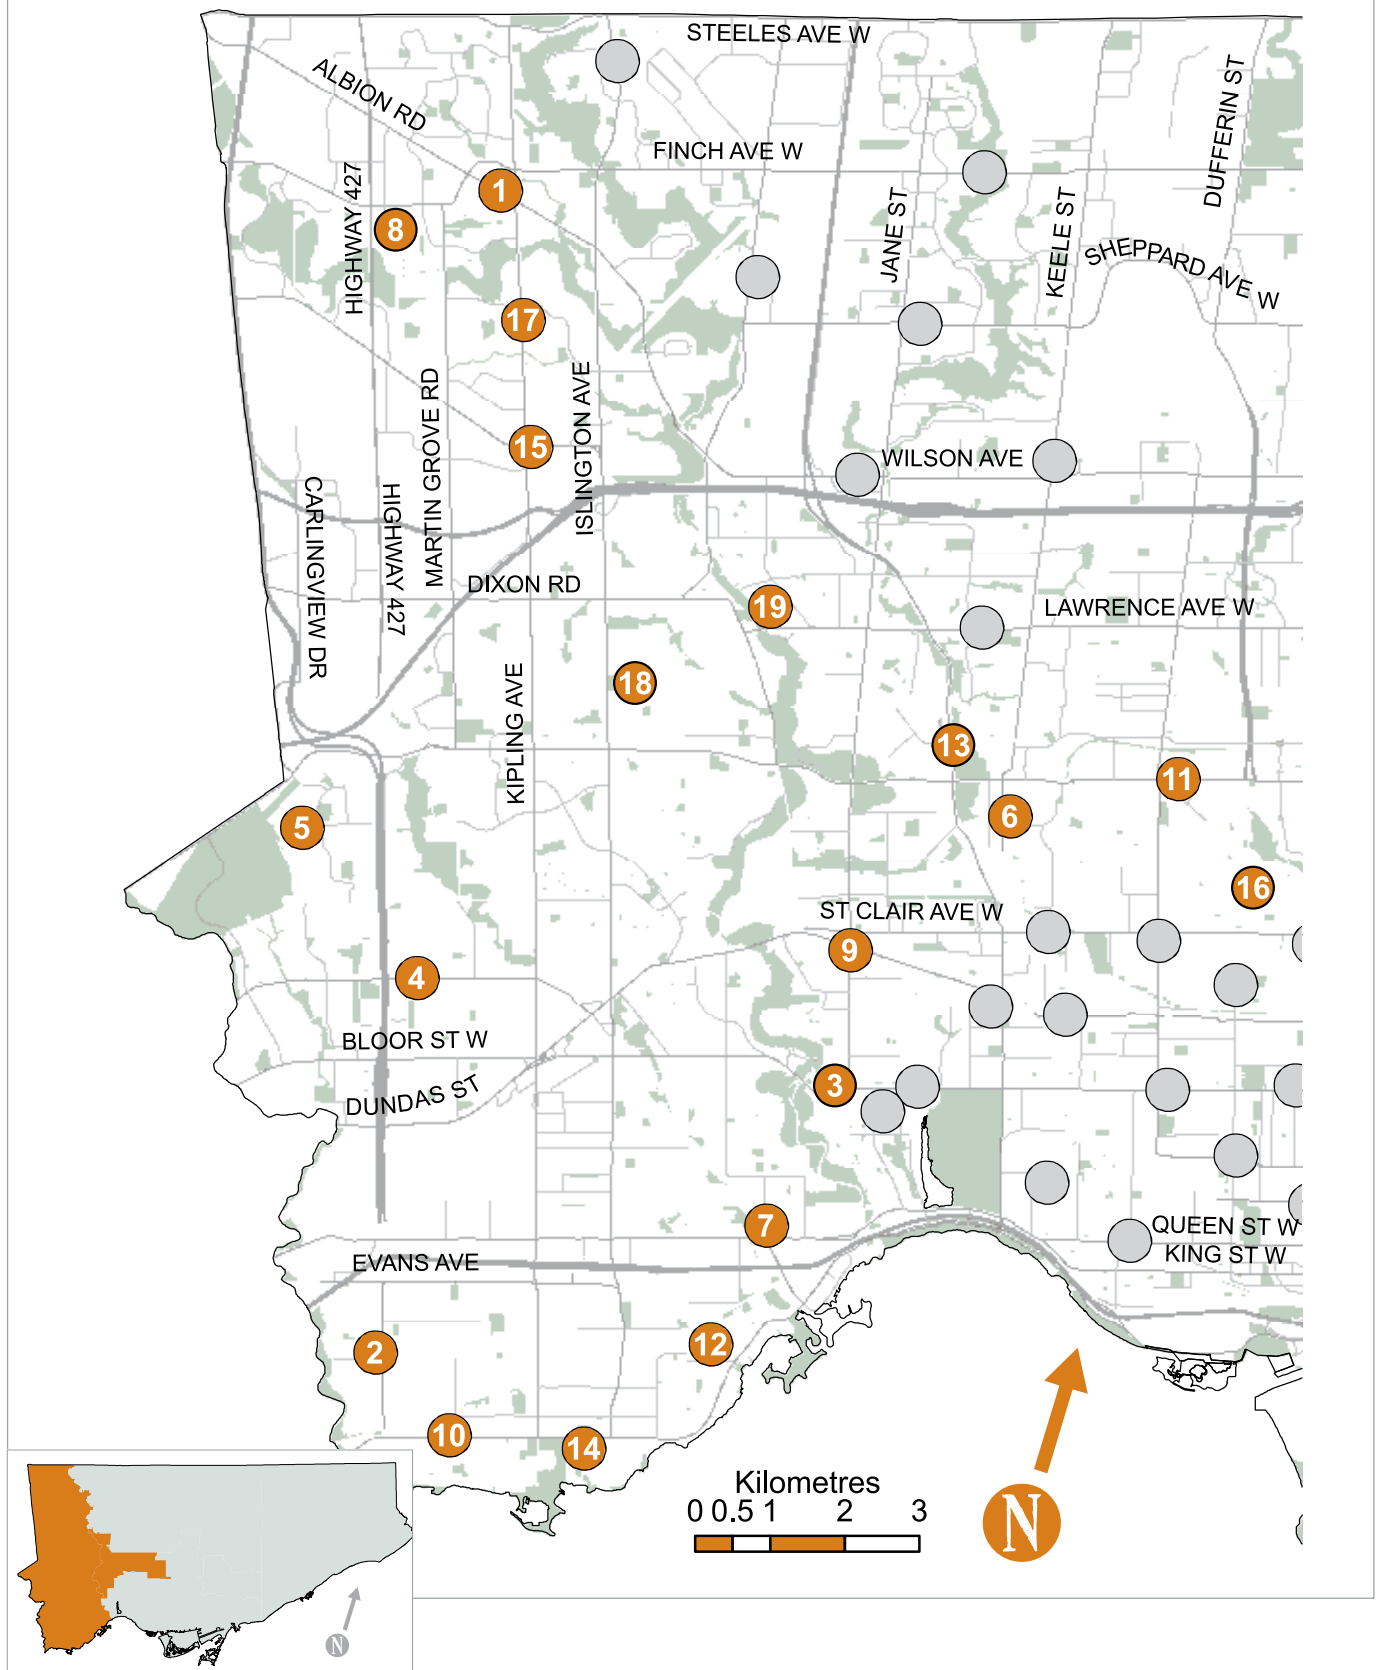 STEELES AVE W
ALBION RD
DUFFERIN ST
FINCH AVE W
HIGHWAY 427
1
8
JANE ST
KEELE ST
SHEPPARD AVE W
17
MARTIN GROVE RD
ISLINGTON AVE
15
WILSON AVE
CARLINGVIEW DR
HIGHWAY 427
DIXON RD
19
LAWRENCE AVE W
18
KIPLING AVE
13
11
5
6
16
ST CLAIR AVE W
9
4
BLOOR ST W
DUNDAS ST
3
7
QUEEN ST W
KING ST W
EVANS AVE
2
12
10
14
Kilometres
0 0.5 1 2 3
N
N